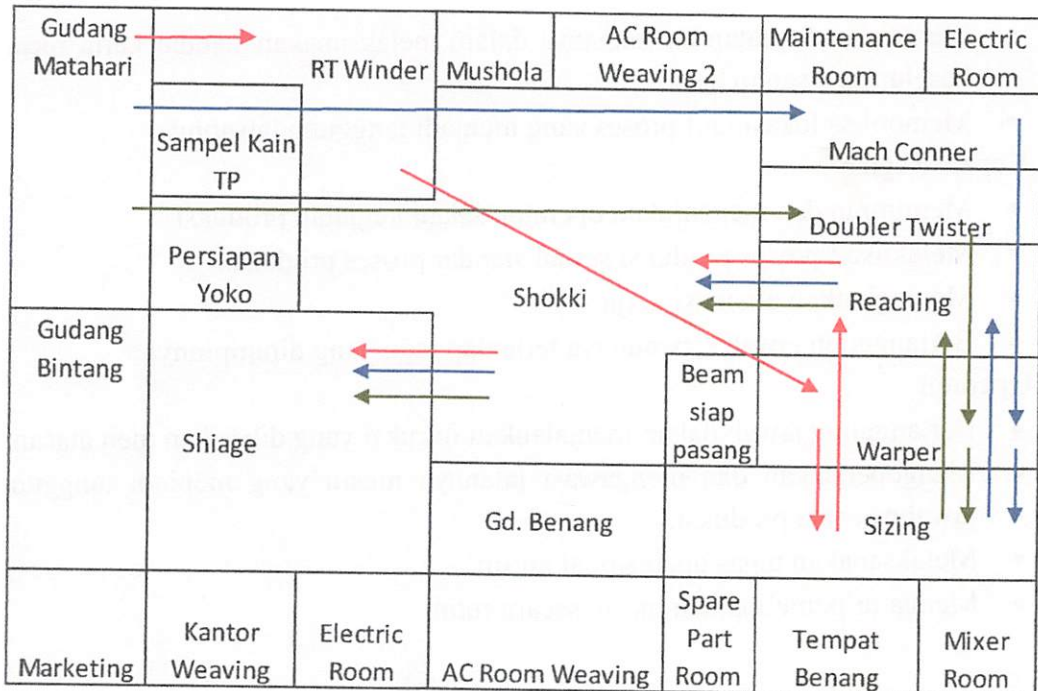 Gudang
Matahari
RT Winder
Mushola
AC Room
Weaving 2
Maintenance
Room
Electric
Room
Sampel Kain
TP
Mach Conner
Doubler Twister
Persiapan
Yoko
Shokki
Reaching
Gudang
Bintang
Shiage
Beam
siap
pasang
Warper
Gd. Benang
Sizing
Marketing
Kantor
Weaving
Electric
Room
AC Room Weaving
Spare
Part
Room
Tempat
Benang
Mixer
Room